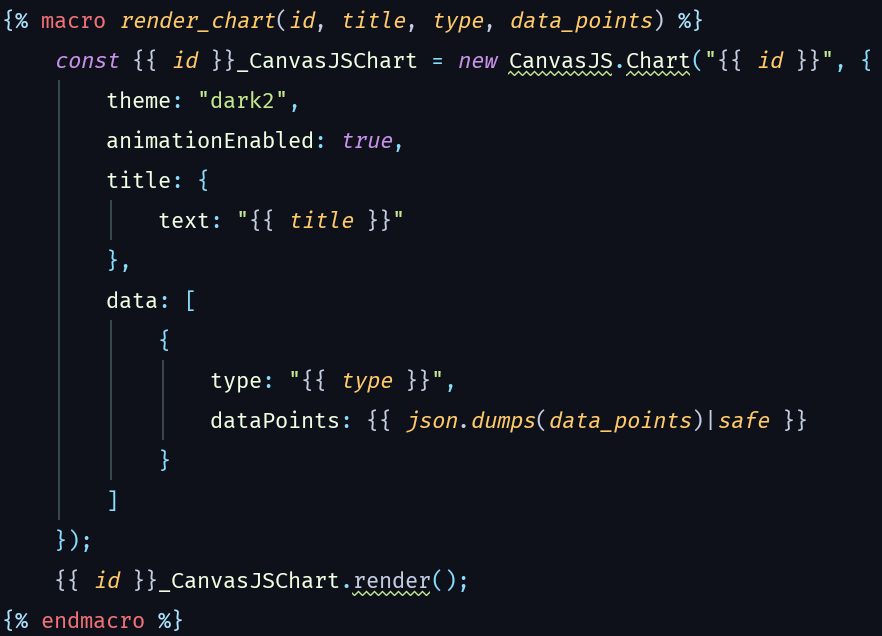 {% macro render_chart(id, title, type, data_points) %}
    const {{ id }}_CanvasJSChart = new CanvasJS.Chart("{{ id }}", {
        theme: "dark2",
        animationEnabled: true,
        title: {
            text: "{{ title }}"
        },
        data: [
            {
                type: "{{ type }}",
                dataPoints: {{ json.dumps(data_points)|safe }}
            }
        ]
    });
    {{ id }}_CanvasJSChart.render();
{% endmacro %}